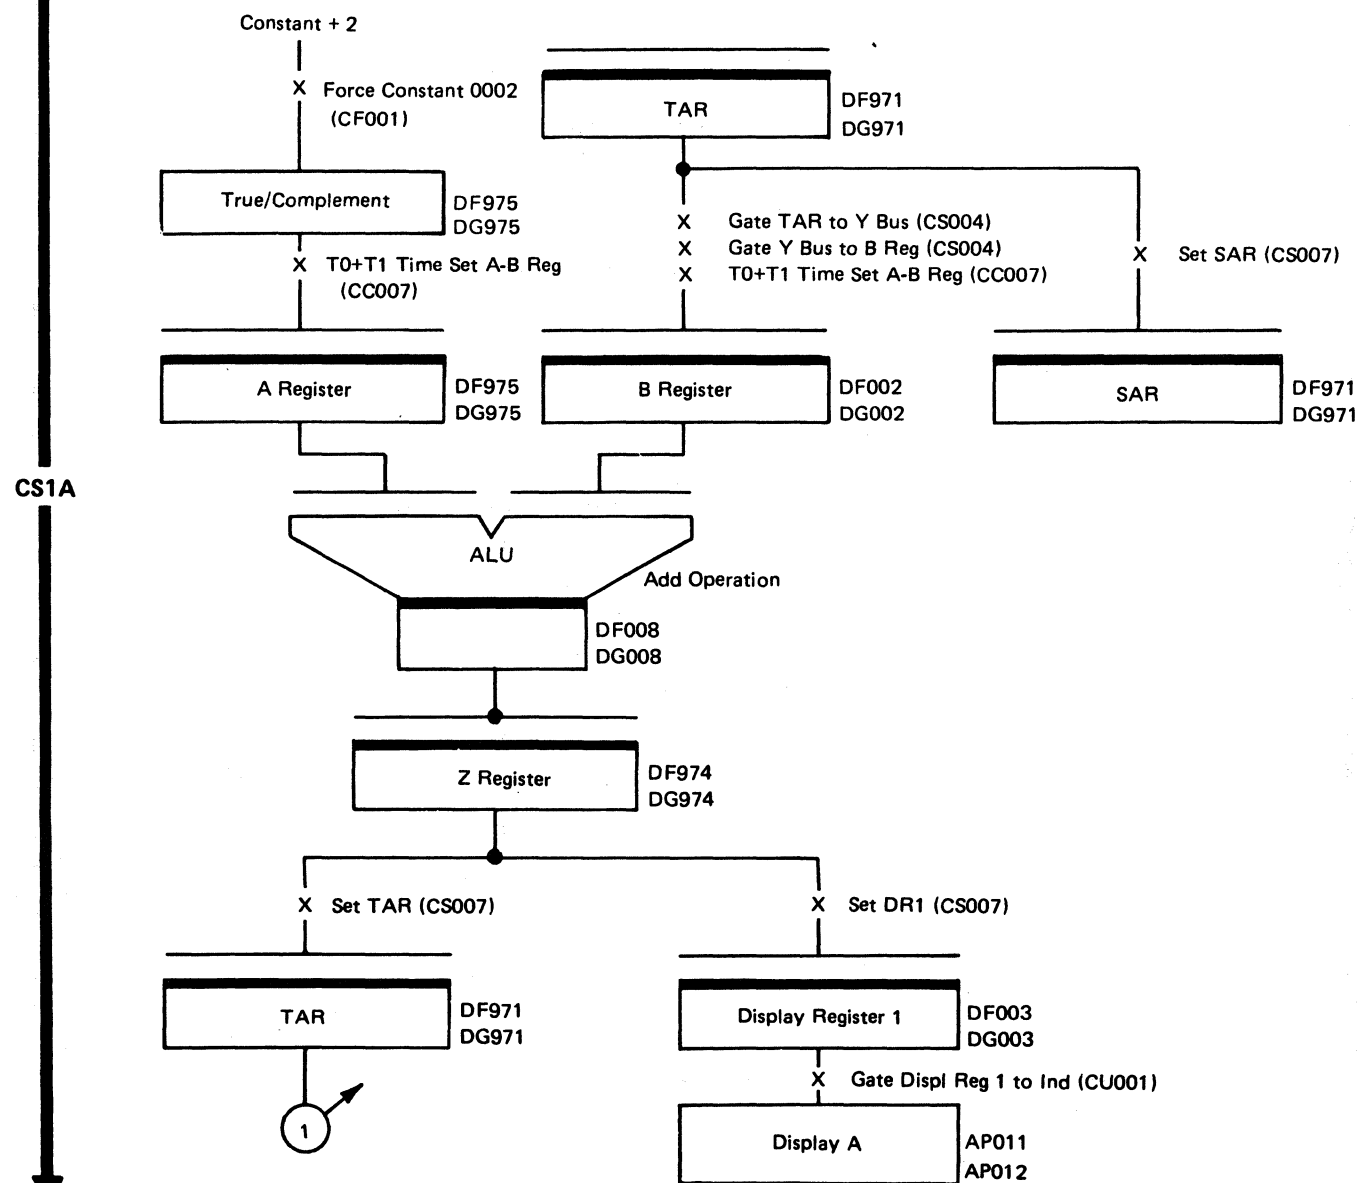 Constant + 2
X Force Constant 0002
(CF001)
TAR
DF971
DG971
True/Complement
DF975
DG975
X Gate TAR to Y Bus (CS004)
X Gate Y Bus to B Reg (CS004)
X T0+T1 Time Set A-B Reg (CC007)
X Set SAR (CS007)
X T0+T1 Time Set A-B Reg
(CC007)
A Register
DF975
DG975
B Register
DF002
DG002
SAR
DF971
DG971
CS1A
ALU
Add Operation
DF008
DG008
Z Register
DF974
DG974
X Set TAR (CS007)
X Set DR1 (CS007)
TAR
DF971
DG971
Display Register 1
DF003
DG003
X Gate Displ Reg 1 to Ind (CU001)
1
Display A
AP011
AP012